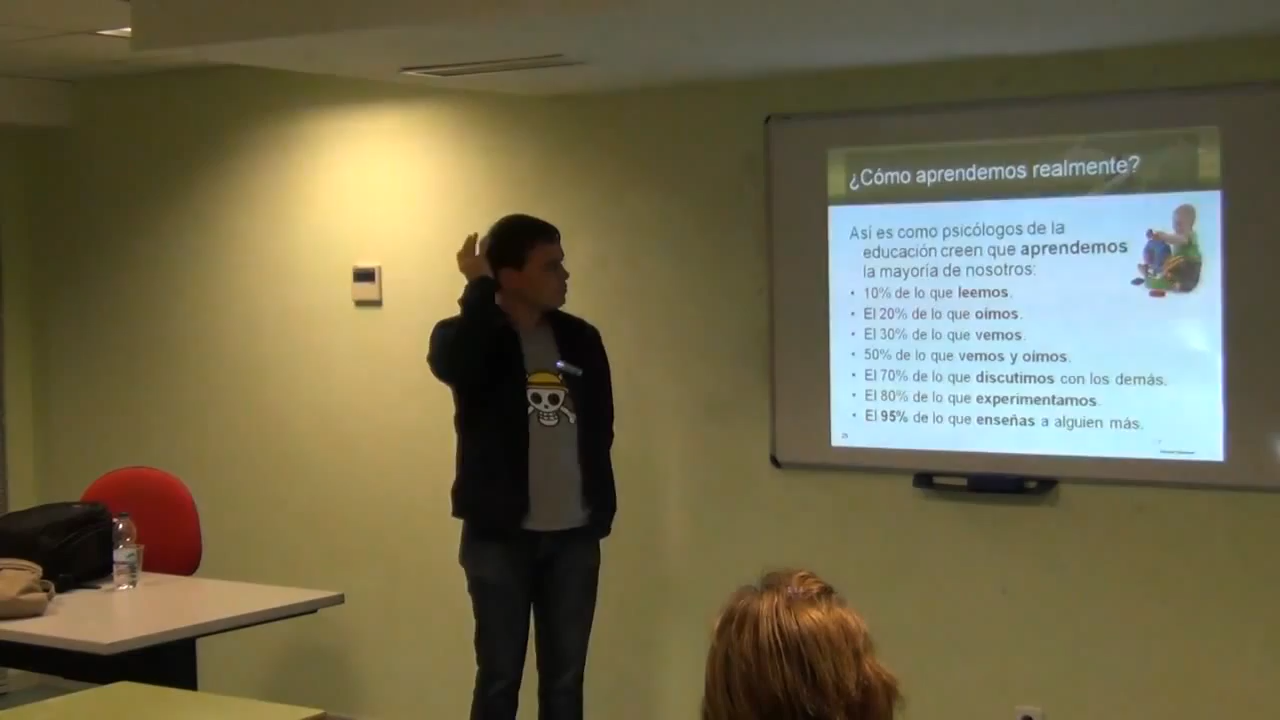 ¿Cómo aprendemos realmente?
Así es como psicólogos de la
educación creen que aprendemos
la mayoría de nosotros:
• 10% de lo que leemos.
• El 20% de lo que oímos.
• El 30% de lo que vemos.
• 50% de lo que vemos y oímos.
• El 70% de lo que discutimos con los demás.
• El 80% de lo que experimentamos.
• El 95% de lo que enseñas a alguien más.